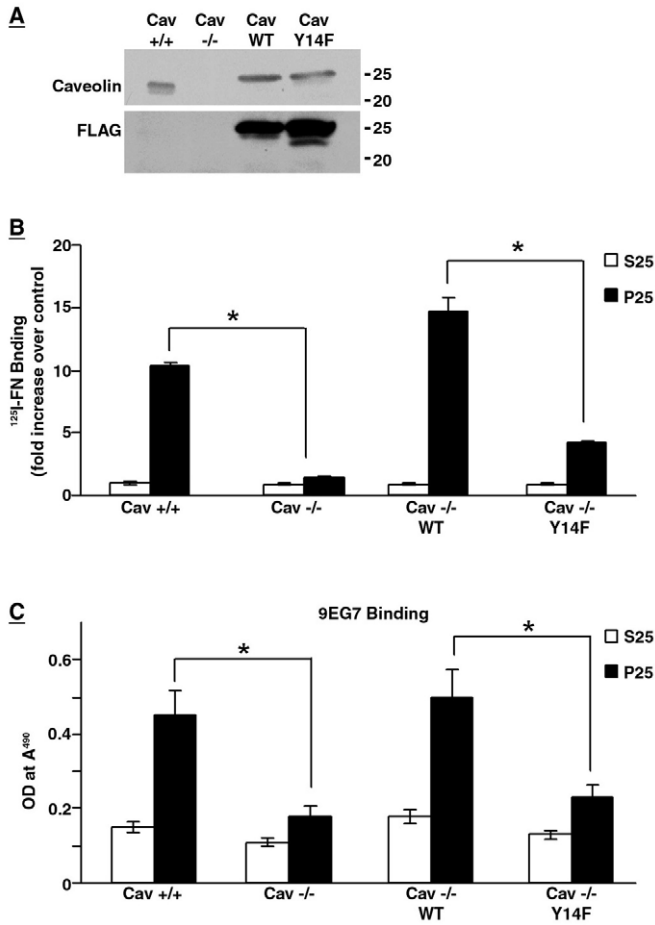 A
Cav Cav Cav Cav
+/+ -/- WT Y14F
Caveolin
-25
-20
FLAG
-25
-20
B
20
15
10
5
0
¹²⁵I-FN Bnding
(fold increase over control
*
*
S25
P25
Cav +/+ Cav -/- Cav -/- Cav -/-
WT Y14F
C
9EG7 Binding
0.6
0.4
0.2
0
OD at A⁴⁹⁰
*
*
S25
P25
Cav +/+ Cav -/- Cav -/- Cav -/-
WT Y14F